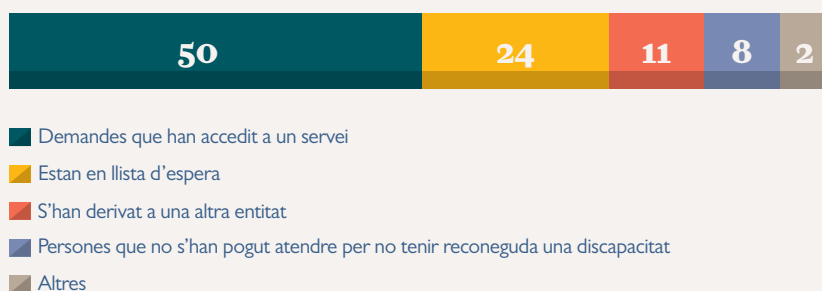 50 24 11 8 2
Demandes que han accedit a un servei
Estan en llista d'espera
S'han derivat a una altra entitat
Persones que no s'han pogut atendre per no tenir reconeguda una discapacitat
Altres